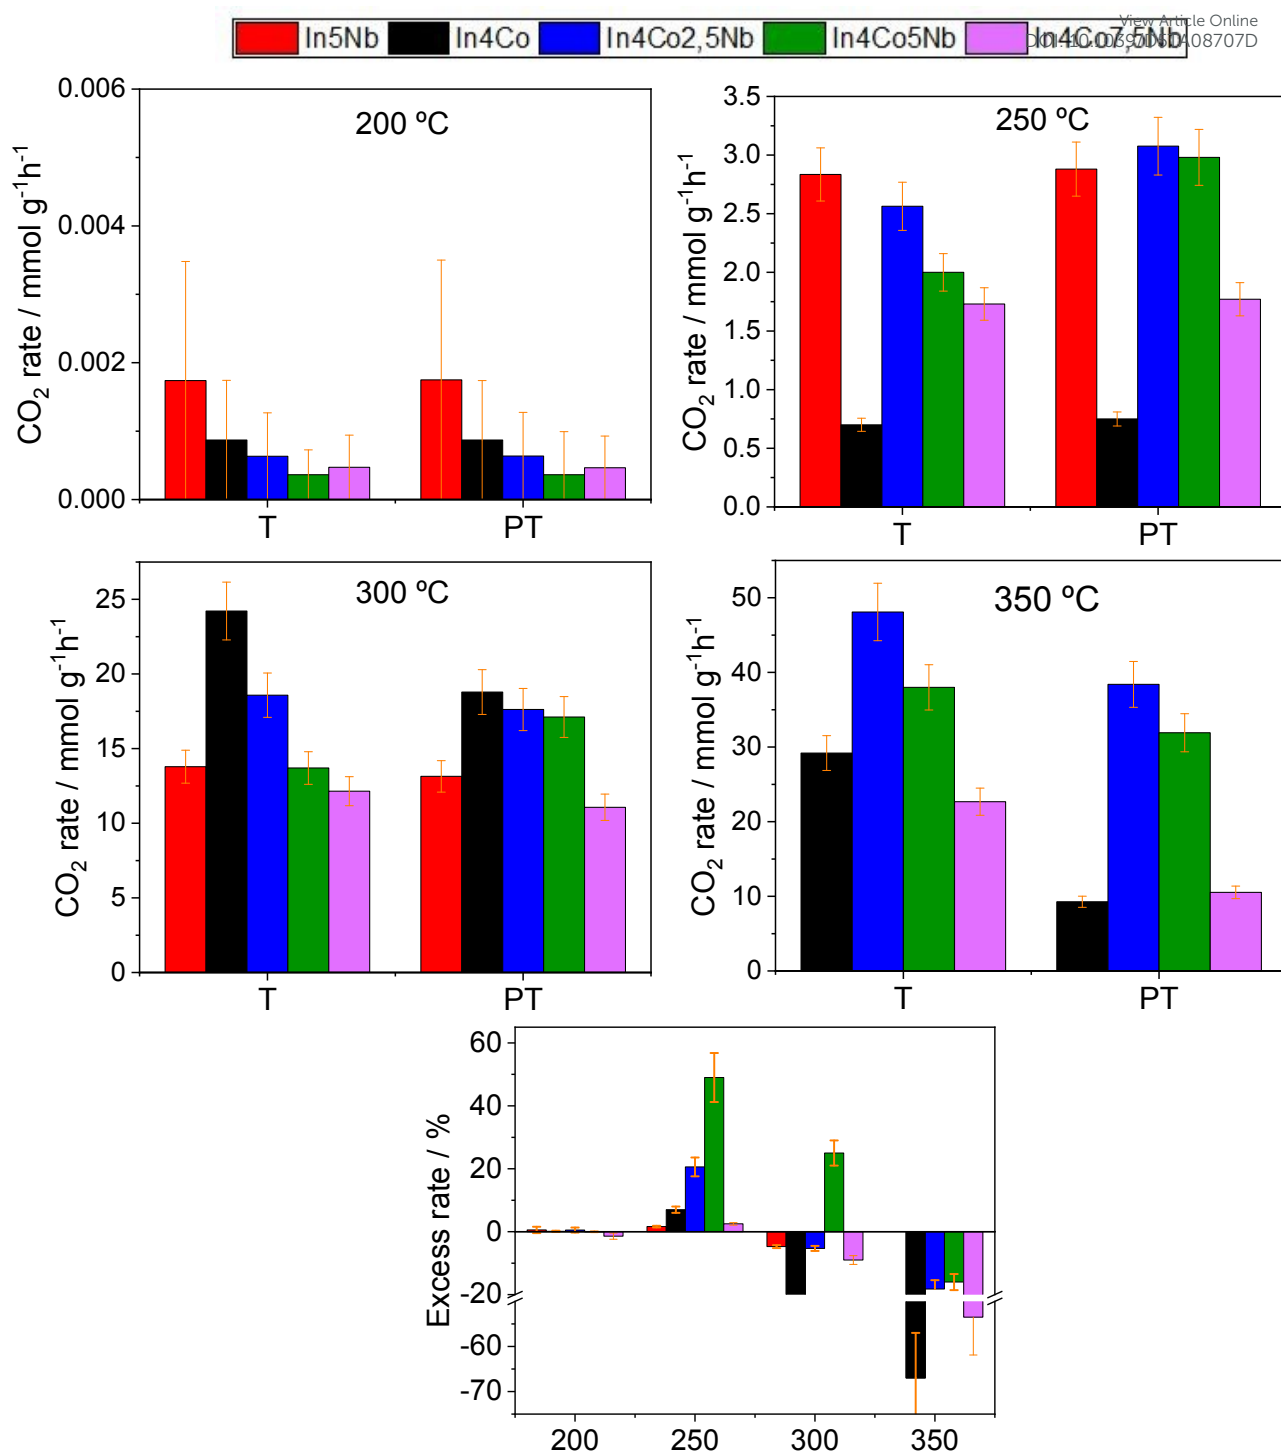 View Article Online
In5Nb In4Co In4Co2,5Nb In4Co5Nb In4Co7,5Nb
0.006
0.004
0.002
0.000
CO2 rate / mmol g-1h-1
200 ºC
T PT
3.5
3.0
2.5
2.0
1.5
1.0
0.5
0.0
CO2 rate / mmol g-1h-1
250 ºC
T PT
25
20
15
10
5
0
CO2 rate / mmol g-1h-1
300 ºC
T PT
50
40
30
20
10
0
CO2 rate / mmol g-1h-1
350 ºC
T PT
60
40
20
0
-20
-60
-70
Excess rate / %
200 250 300 350